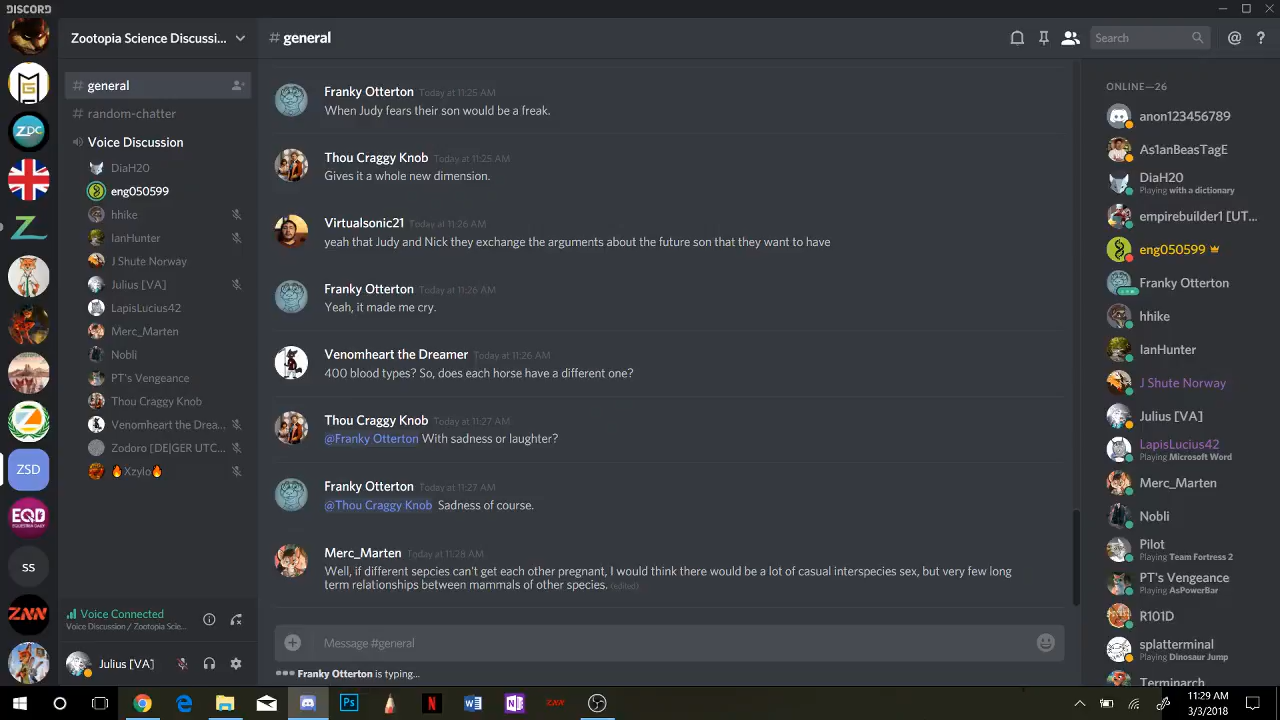 DISCORD
Zootopia Science Discussi...
# general
# random-chatter
Voice Discussion
DiaH20
eng050599
hhike
IanHunter
J Shute Norway
Julius [VA]
LapisLucius42
Merc_Marten
Nobli
PT's Vengeance
Thou Craggy Knob
Venomheart the Drea...
Zodoro [DE|GER UTC...
🔥Xzylo🔥
Voice Connected
Voice Discussion / Zootopia Scie...
Julius [VA]
ZDC
ZSD
EQD
EQUESTRIA DAILY
ss
ZNN
# general
Search
Franky Otterton Today at 11:25 AM
When Judy fears their son would be a freak.
Thou Craggy Knob Today at 11:25 AM
Gives it a whole new dimension.
Virtualsonic21 Today at 11:26 AM
yeah that Judy and Nick they exchange the arguments about the future son that they want to have
Franky Otterton Today at 11:26 AM
Yeah, it made me cry.
Venomheart the Dreamer Today at 11:26 AM
400 blood types? So, does each horse have a different one?
Thou Craggy Knob Today at 11:27 AM
@Franky Otterton With sadness or laughter?
Franky Otterton Today at 11:27 AM
@Thou Craggy Knob Sadness of course.
Merc_Marten Today at 11:28 AM
Well, if different sepcies can't get each other pregnant, I would think there would be a lot of casual interspecies sex, but very few long
term relationships between mammals of other species. (edited)
Message #general
Franky Otterton is typing...
ONLINE—26
anon123456789
As1anBeasTagE
DiaH20
Playing with a dictionary
empirebuilder1 [UT...
eng050599
Franky Otterton
hhike
IanHunter
J Shute Norway
Julius [VA]
LapisLucius42
Playing Microsoft Word
Merc_Marten
Nobli
Pilot
Playing Team Fortress 2
PT's Vengeance
Playing AsPowerBar
R101D
splatterminal
Playing Dinosaur Jump
Terminarch
Ps
N
ZNN
11:29 AM
3/3/2018